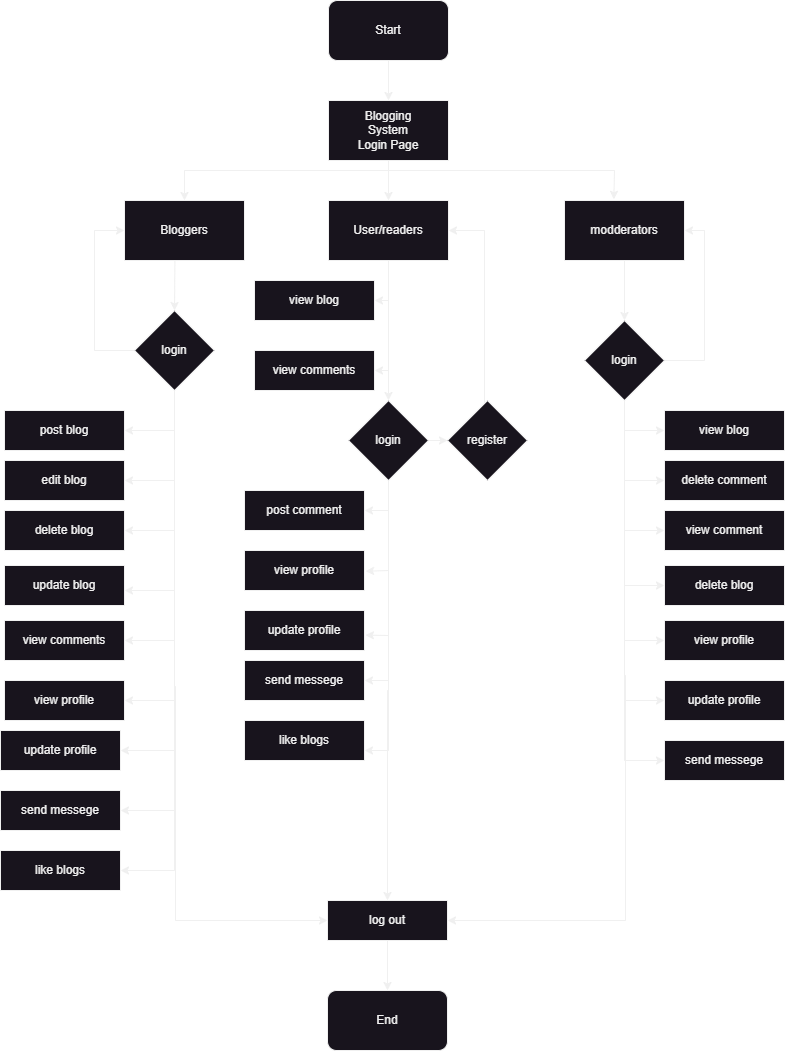 Start
Blogging
System
Login Page
Bloggers
User/readers
modderators
view blog
login
view comments
login
post blog
edit blog
delete blog
update blog
view comments
view profile
update profile
send messege
like blogs
login
register
post comment
view profile
update profile
send messege
like blogs
view blog
delete comment
view comment
delete blog
view profile
update profile
send messege
log out
End